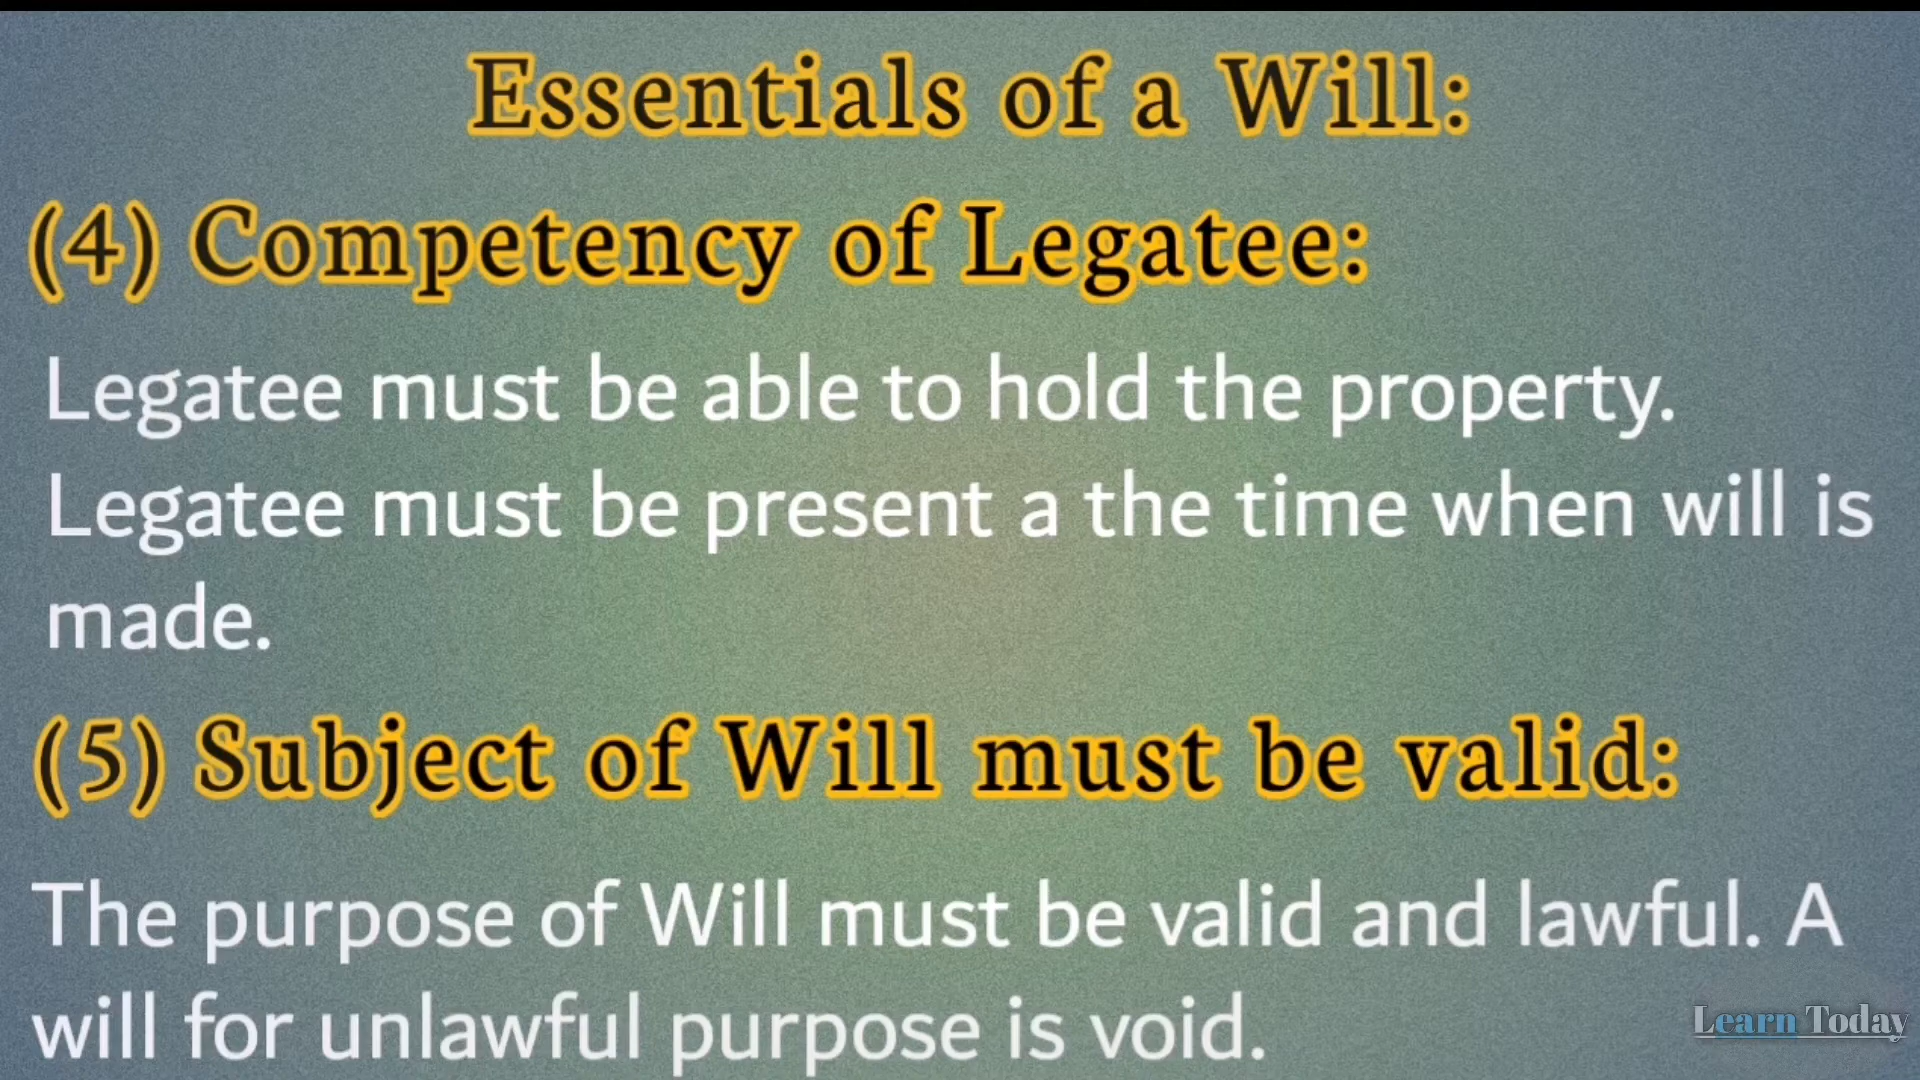 Essentials of a Will:
(4) Competency of Legatee:
Legatee must be able to hold the property.
Legatee must be present a the time when will is
made.
(5) Subject of Will must be valid:
The purpose of Will must be valid and lawful. A
will for unlawful purpose is void.
Learn Today